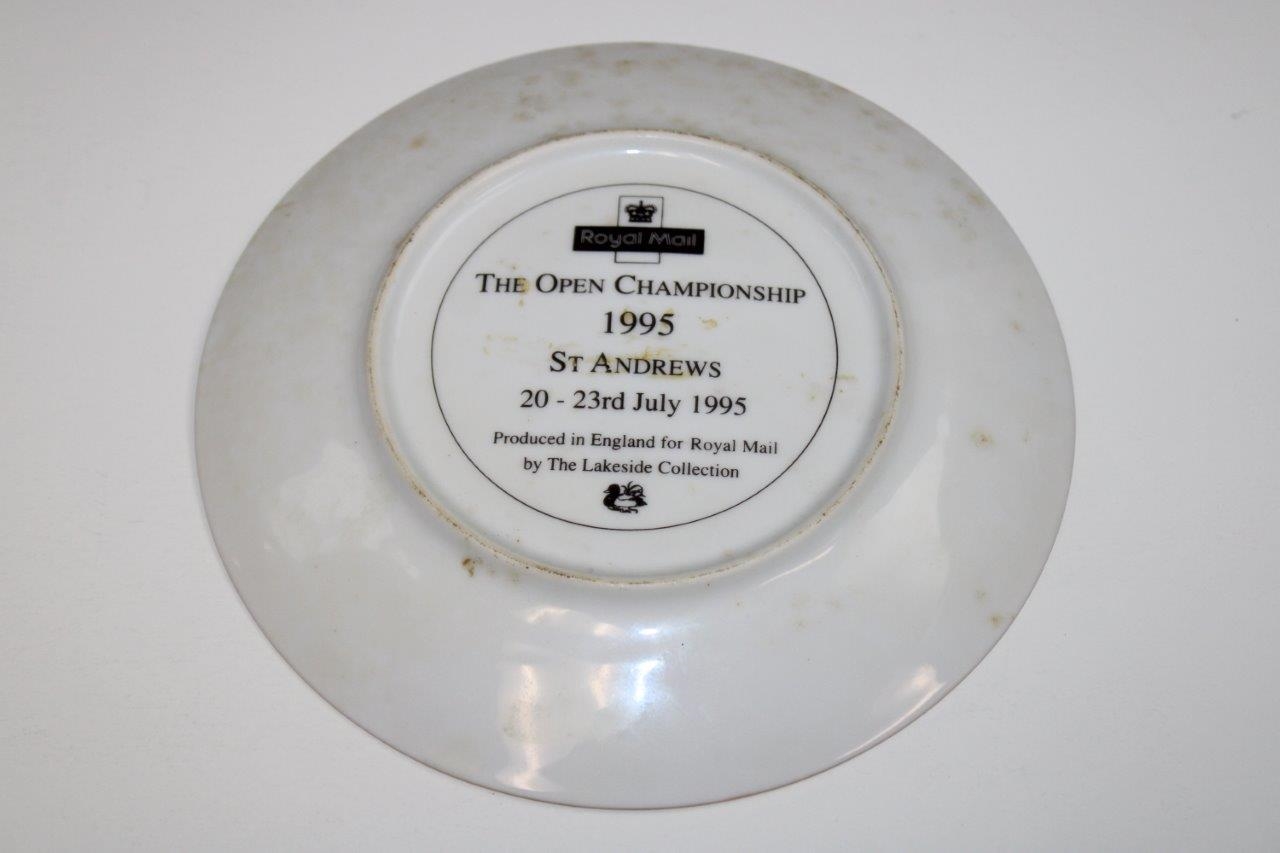 Royal Mail
THE OPEN CHAMPIONSHIP
1995
ST ANDREWS
20 - 23rd July 1995
Produced in England for Royal Mail
by The Lakeside Collection